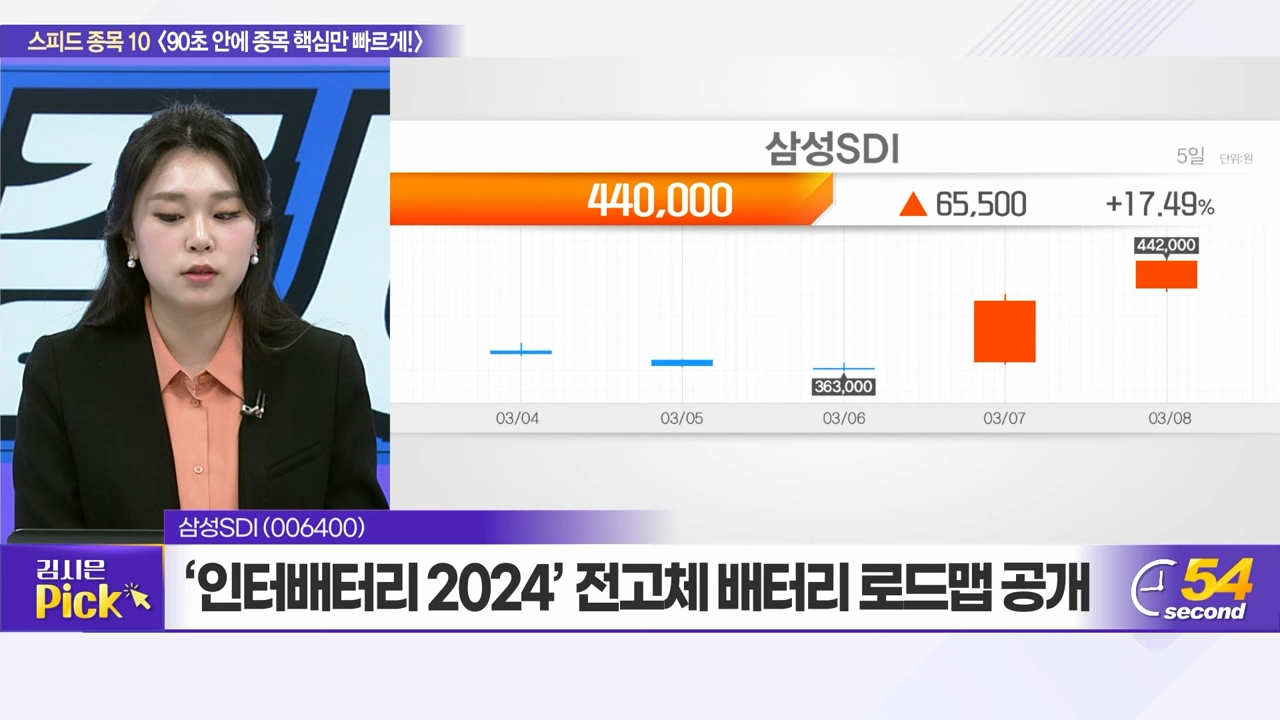 스피드 종목 10 〈90초 안에 종목 핵심만 빠르게!〉
삼성SDI
5일 단위:원
440,000 ▲ 65,500 +17.49%
442,000
363,000
03/04 03/05 03/06 03/07 03/08
삼성SDI (006400)
김시은
Pick
‘인터배터리 2024’ 전고체 배터리 로드맵 공개
54
second